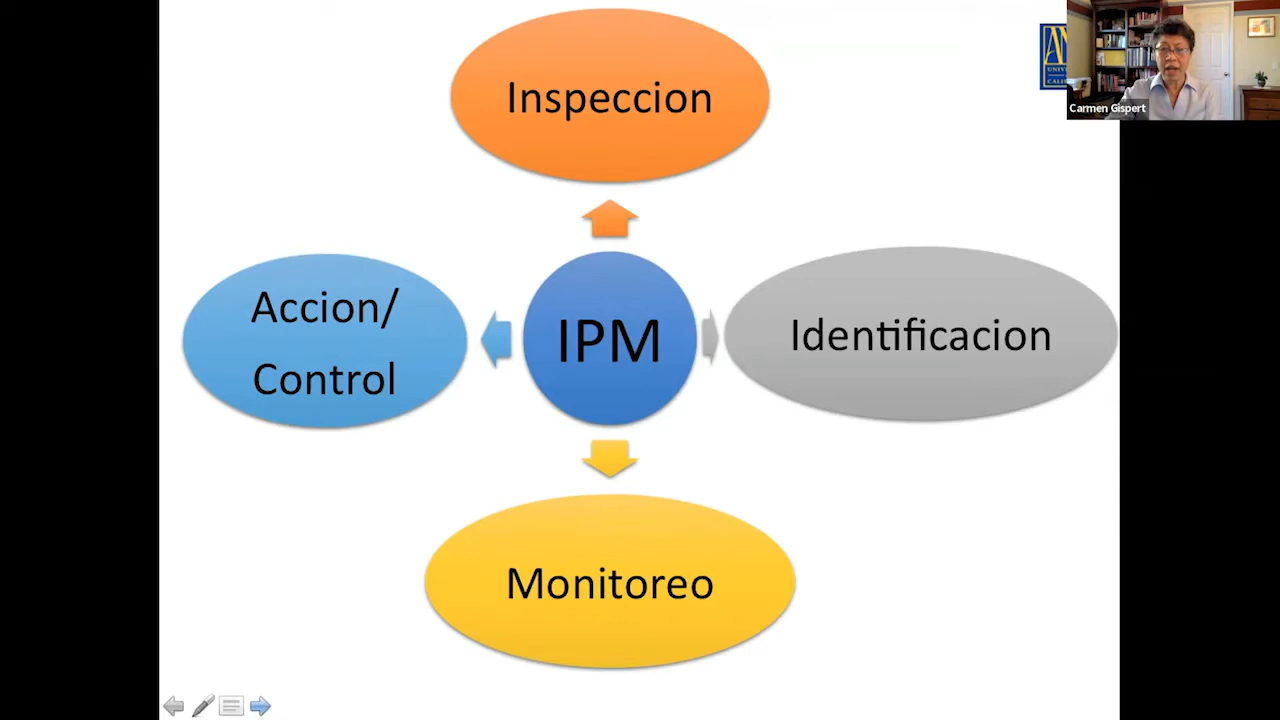 Inspeccion
Carmen Gispert
Accion/
Control
IPM
Identificacion
Monitoreo